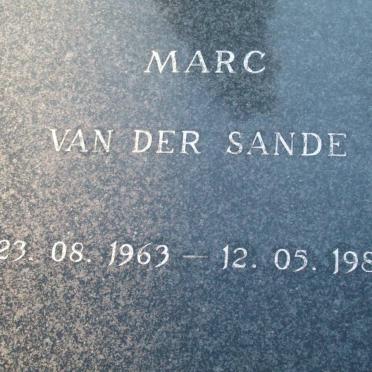 MARC
VAN DER SANDE
23. 08. 1963 — 12. 05. 198